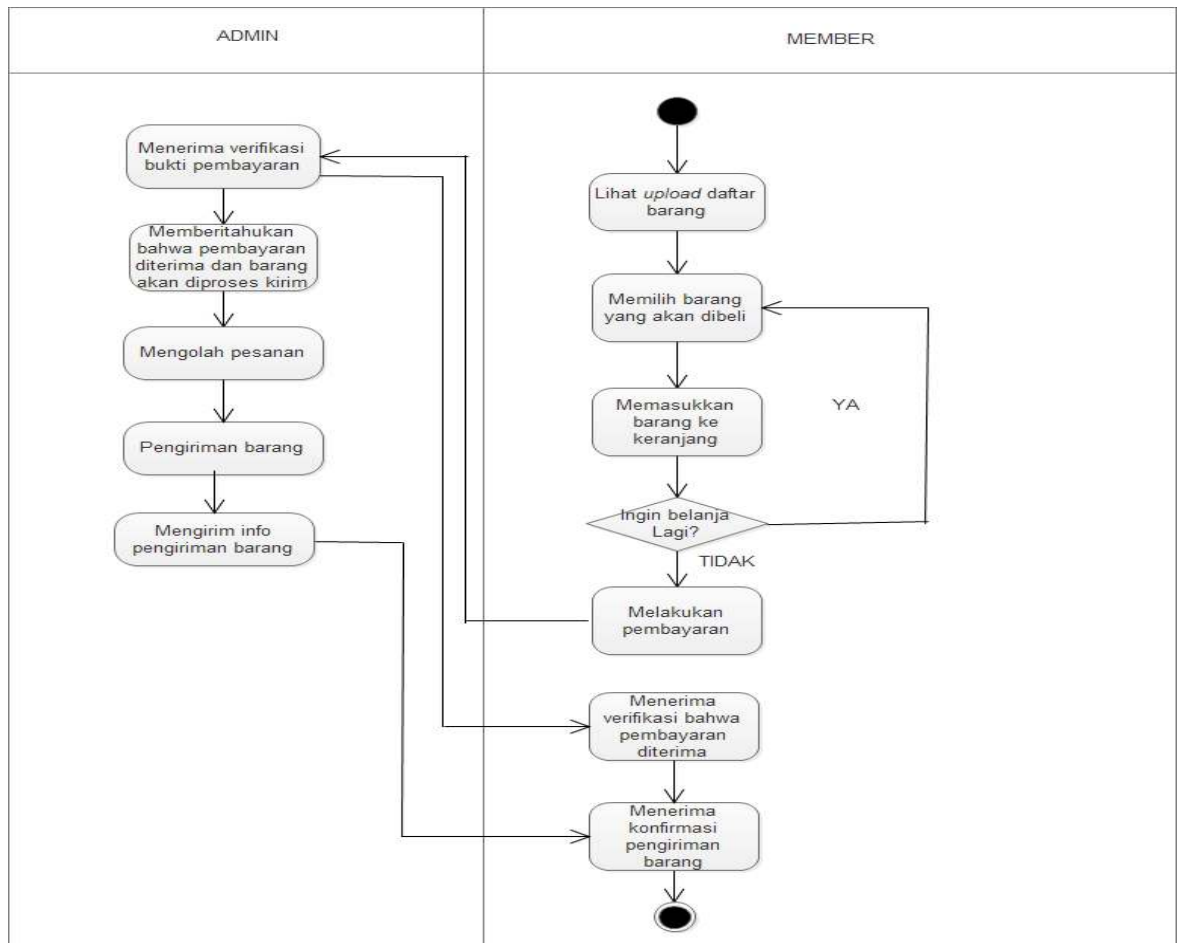 ADMIN
MEMBER
Menerima verifikasi
bukti pembayaran
Memberitahukan
bahwa pembayaran
diterima dan barang
akan diproses kirim
Mengolah pesanan
Pengiriman barang
Mengirim info
pengiriman barang
Lihat upload daftar
barang
Memilih barang
yang akan dibeli
Memasukkan
barang ke
keranjang
YA
Ingin belanja
Lagi?
TIDAK
Melakukan
pembayaran
Menerima
verifikasi bahwa
pembayaran
diterima
Menerima
konfirmasi
pengiriman
barang